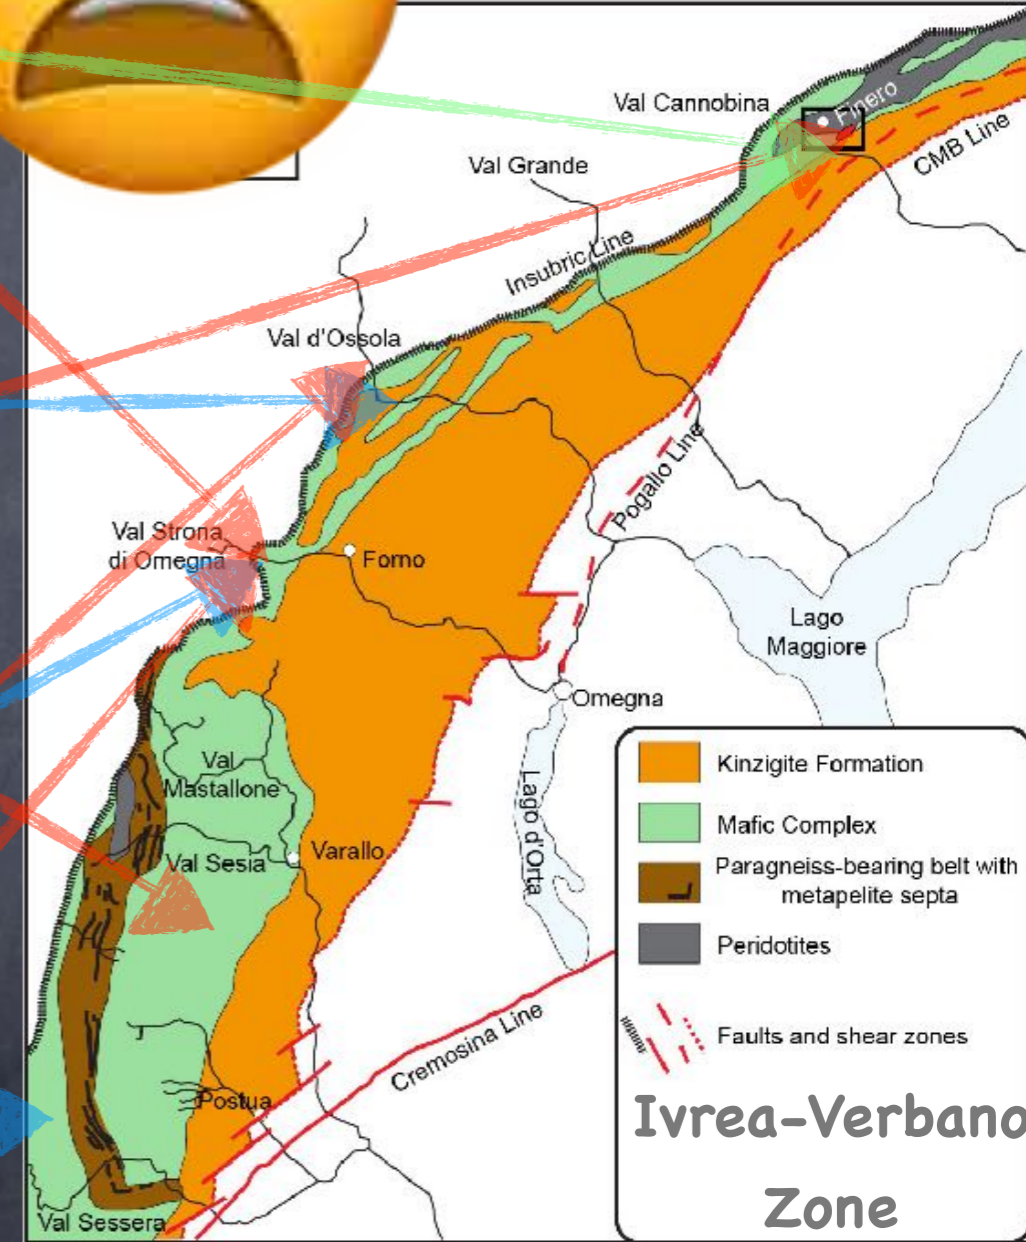 Val Cannobina
Finero
CMB Line
Val Grande
Insubric Line
Val d'Ossola
Pogallo Line
Val Strona
di Omegna
Forno
Lago
Maggiore
Omegna
Lago d'Orta
Val
Mastallone
Val Sesia
Varallo
Cremosina Line
Postua
Val Sessera
Kinzigite Formation
Mafic Complex
Paragneiss-bearing belt with
metapelite septa
Peridotites
Faults and shear zones
Ivrea-Verbano
Zone